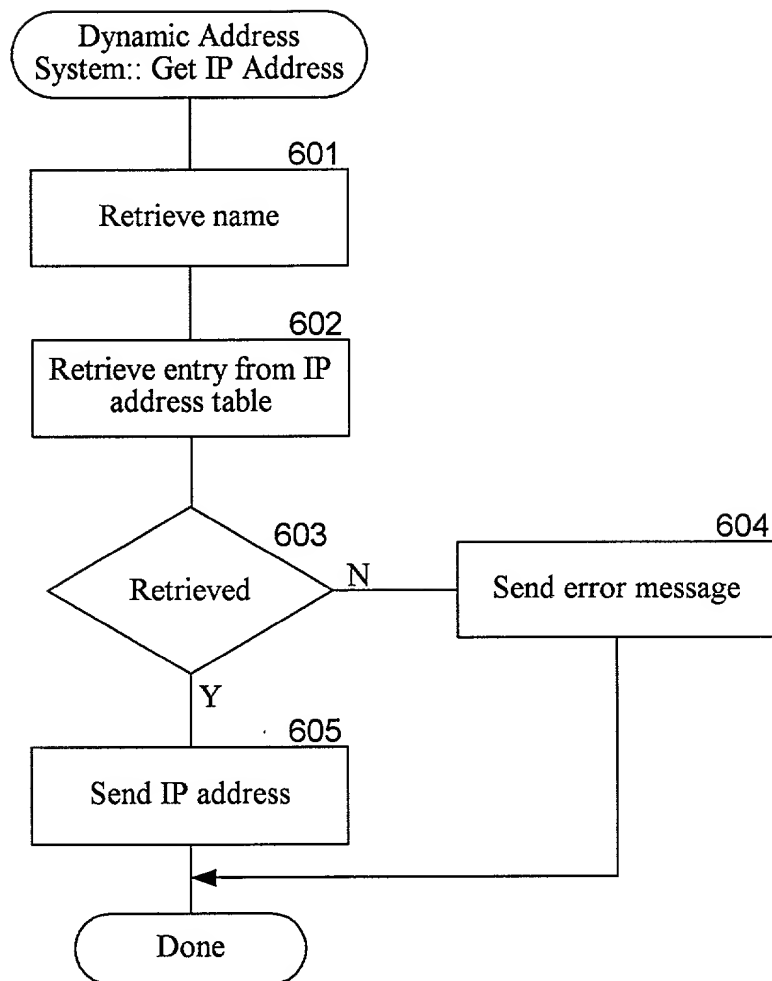 Dynamic Address
System:: Get IP Address
601
Retrieve name
602
Retrieve entry from IP
address table
603
Retrieved
N
604
Send error message
Y
605
Send IP address
Done